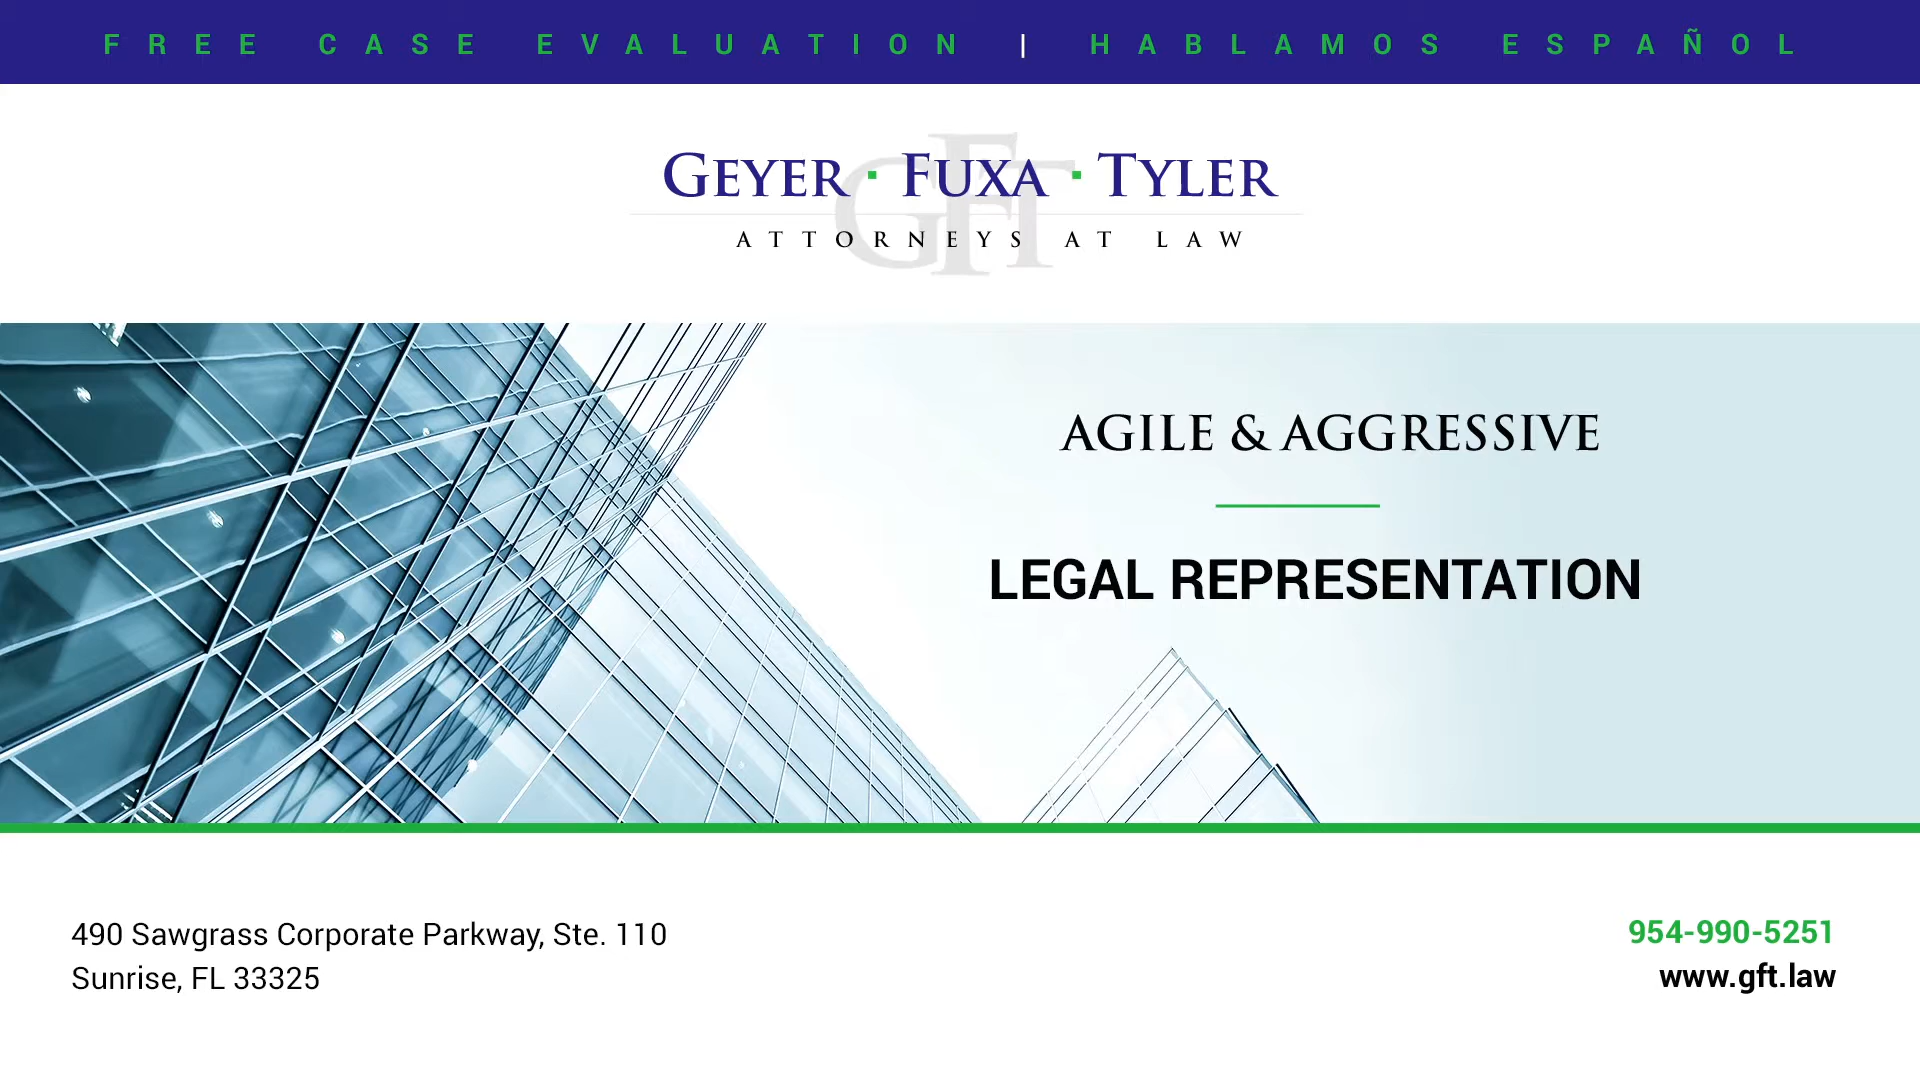 FREE CASE EVALUATION | HABLAMOS ESPAÑOL
GFT
GEYER · FUXA · TYLER
ATTORNEYS AT LAW
AGILE & AGGRESSIVE
LEGAL REPRESENTATION
490 Sawgrass Corporate Parkway, Ste. 110
Sunrise, FL 33325
954-990-5251
www.gft.law